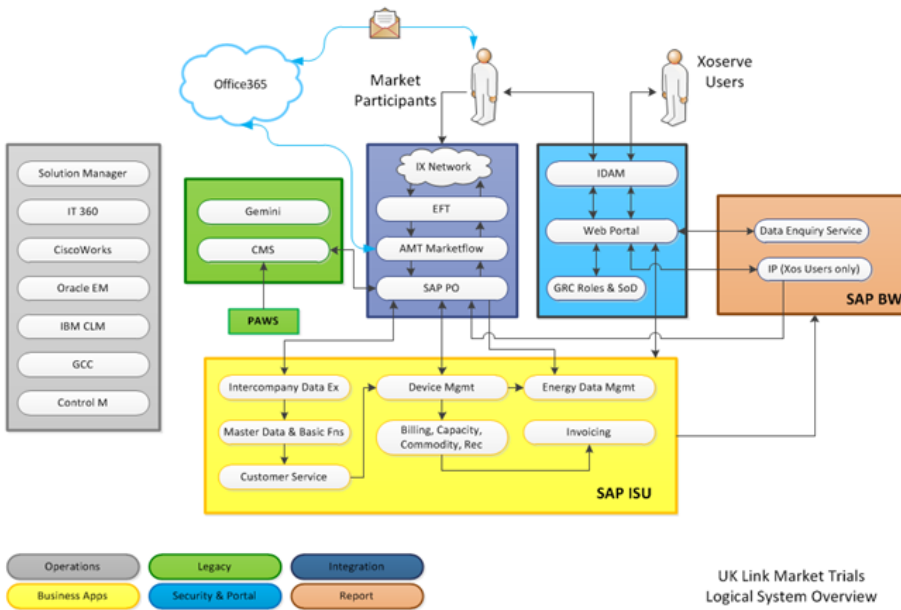 Office365
Market
Participants
Xoserve
Users
Solution Manager
IT 360
CiscoWorks
Oracle EM
IBM CLM
GCC
Control M
Gemini
CMS
PAWS
IX Network
EFT
AMT Marketflow
SAP PO
IDAM
Web Portal
GRC Roles & SoD
Data Enquiry Service
IP (Xos Users only)
SAP BW
Intercompany Data Ex
Device Mgmt
Energy Data Mgmt
Master Data & Basic Fns
Billing, Capacity,
Commodity, Rec
Invoicing
Customer Service
SAP ISU
Operations
Legacy
Integration
Business Apps
Security & Portal
Report
UK Link Market Trials
Logical System Overview